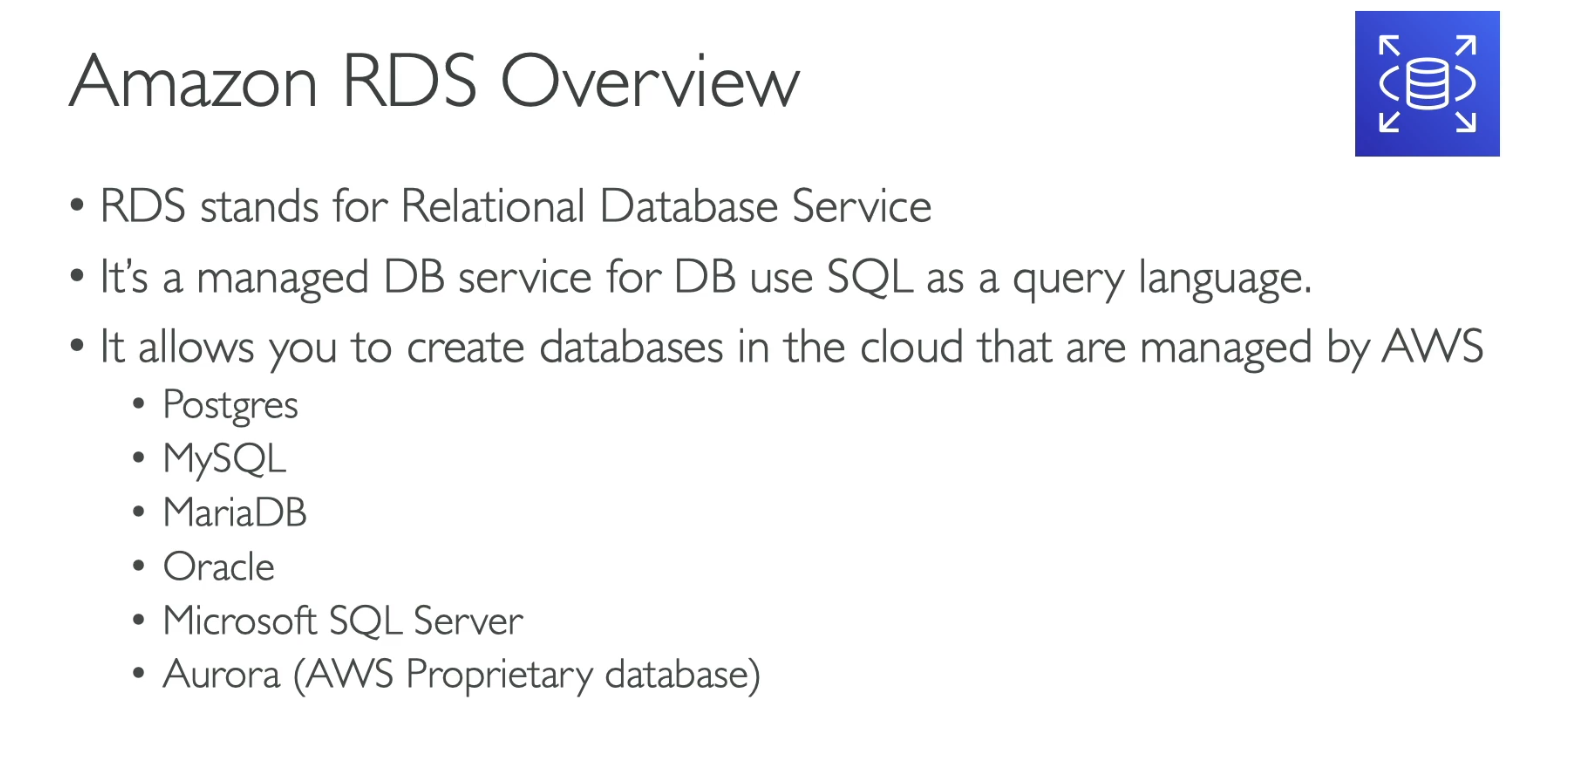 Amazon RDS Overview
• RDS stands for Relational Database Service
• It’s a managed DB service for DB use SQL as a query language.
• It allows you to create databases in the cloud that are managed by AWS
• Postgres
• MySQL
• MariaDB
• Oracle
• Microsoft SQL Server
• Aurora (AWS Proprietary database)